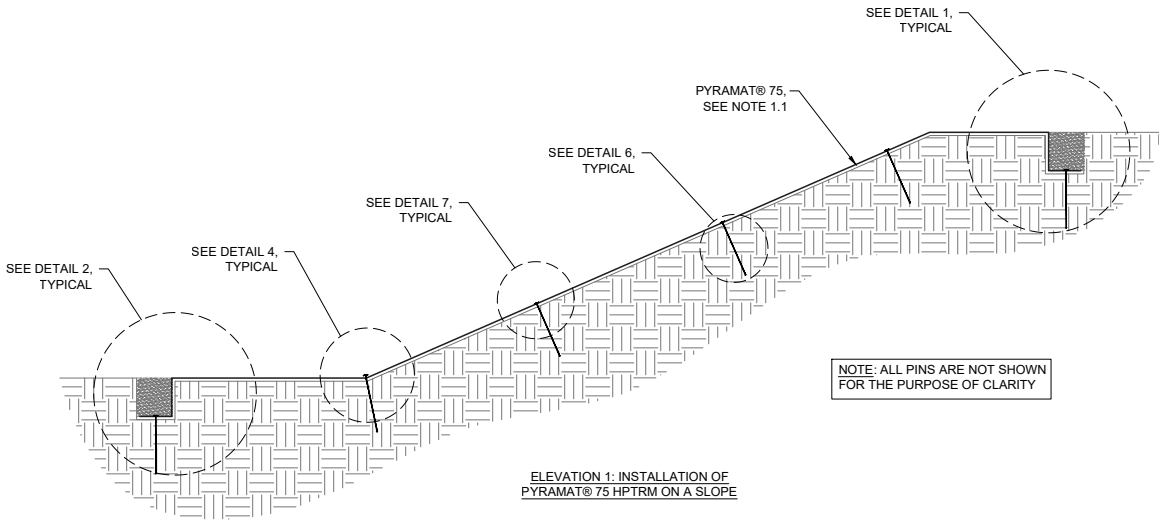 SEE DETAIL 1,
TYPICAL
PYRAMAT® 75,
SEE NOTE 1.1
SEE DETAIL 6,
TYPICAL
SEE DETAIL 7,
TYPICAL
SEE DETAIL 4,
TYPICAL
SEE DETAIL 2,
TYPICAL
NOTE: ALL PINS ARE NOT SHOWN
FOR THE PURPOSE OF CLARITY
ELEVATION 1: INSTALLATION OF
PYRAMAT® 75 HPTRM ON A SLOPE